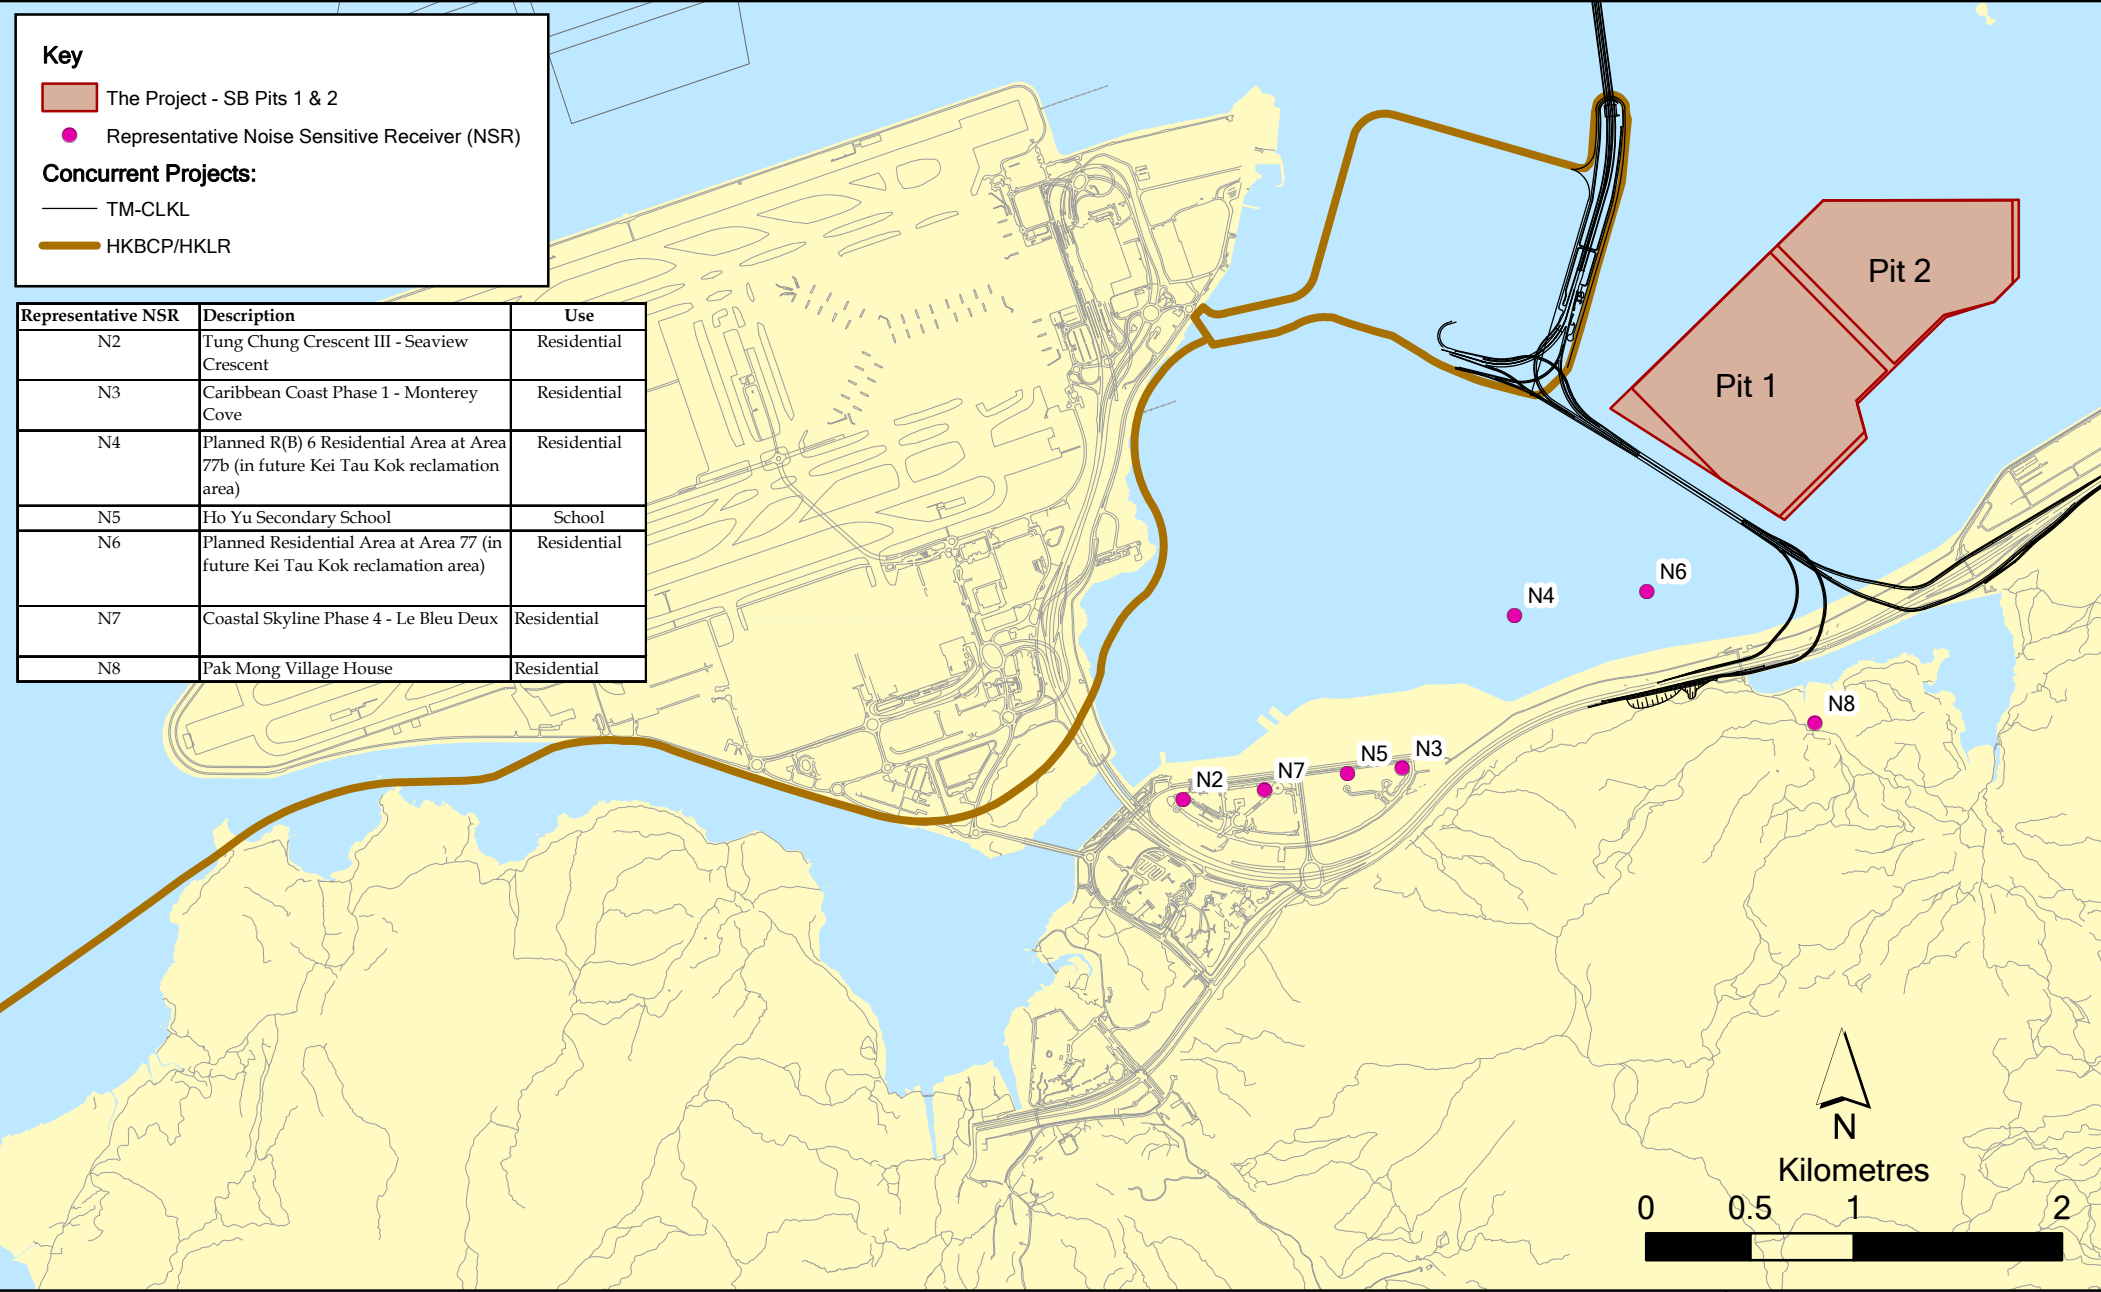 Key
The Project - SB Pits 1 & 2
Representative Noise Sensitive Receiver (NSR)
Concurrent Projects:
TM-CLKL
HKBCP/HKLR
Representative NSR Description Use
N2 Tung Chung Crescent III - Seaview Residential
Crescent
N3 Caribbean Coast Phase 1 - Monterey Residential
Cove
N4 Planned R(B) 6 Residential Area at Area Residential
77b (in future Kei Tau Kok reclamation
area)
N5 Ho Yu Secondary School School
N6 Planned Residential Area at Area 77 (in Residential
future Kei Tau Kok reclamation area)
N7 Coastal Skyline Phase 4 - Le Bleu Deux Residential
N8 Pak Mong Village House Residential
Pit 2
Pit 1
N6
N4
N8
N3
N5
N7
N2
N
Kilometres
0 0.5 1 2